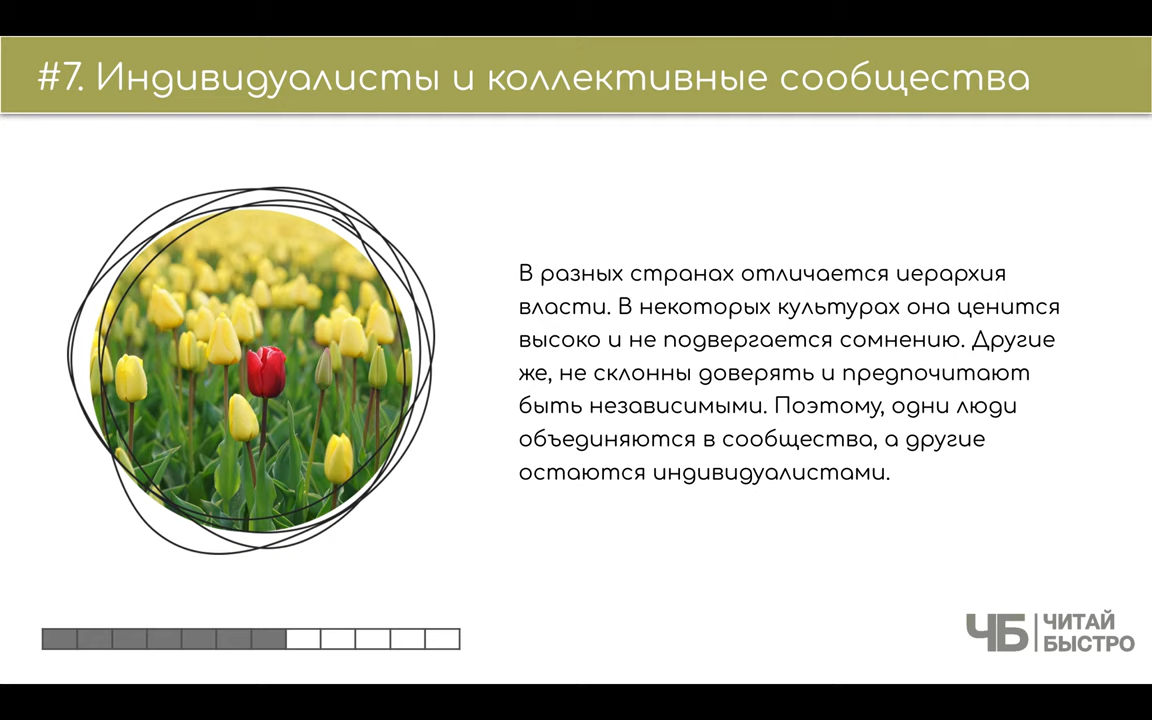 #7. Индивидуалисты и коллективные сообщества
В разных странах отличается иерархия
власти. В некоторых культурах она ценится
высоко и не подвергается сомнению. Другие
же, не склонны доверять и предпочитают
быть независимыми. Поэтому, одни люди
объединяются в сообщества, а другие
остаются индивидуалистами.
ЧБ
ЧИТАЙ
БЫСТРО